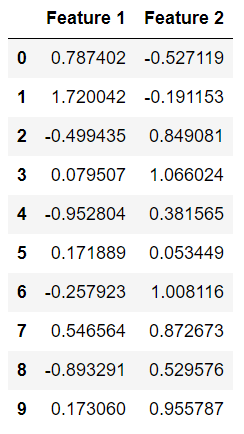 Feature 1 Feature 2
0 0.787402 -0.527119
1 1.720042 -0.191153
2 -0.499435 0.849081
3 0.079507 1.066024
4 -0.952804 0.381565
5 0.171889 0.053449
6 -0.257923 1.008116
7 0.546564 0.872673
8 -0.893291 0.529576
9 0.173060 0.955787